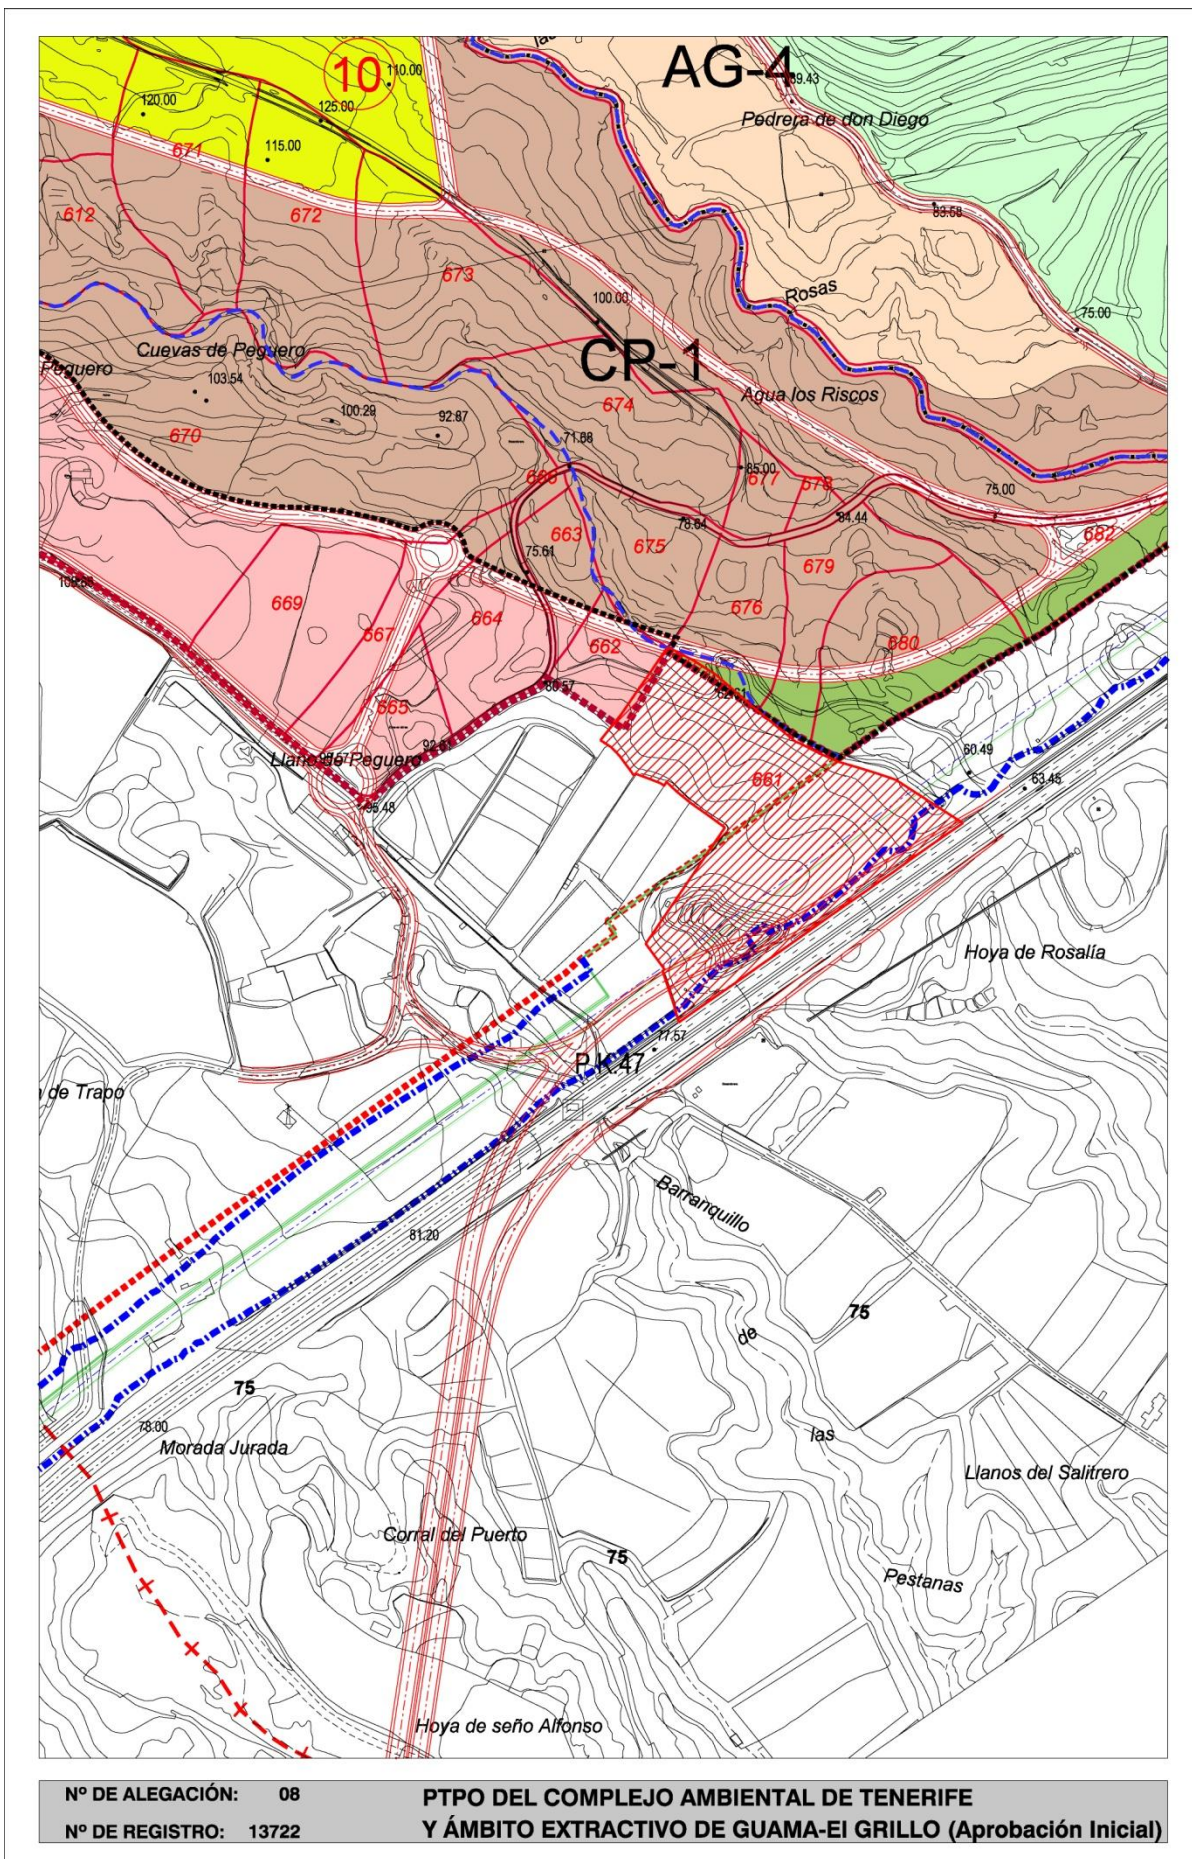 10
110.00
AG-4
89.43
120.00
125.00
Pedrera de don Diego
115.00
671
612
672
83.58
673
Rosas
100.00
75.00
Cuevas de Peguero
CP-1
Peguero
103.54
Agua los Riscos
674
100.29
92.87
670
71.68
85.00
677
678
75.00
84.44
78.64
682
663
675
75.61
679
669
676
664
667
662
680
80.57
665
661
Llano de Peguero
92.61
60.49
63.45
95.48
Hoya de Rosalía
77.57
P.K.47
de Trapo
Barranquillo
81.20
de
75
75
78.00
Morada Jurada
las
Llanos del Salitrero
Corral del Puerto
75
Pestanas
Hoya de seño Alfonso
Nº DE ALEGACIÓN: 08
PTPO DEL COMPLEJO AMBIENTAL DE TENERIFE
Nº DE REGISTRO: 13722
Y ÁMBITO EXTRACTIVO DE GUAMA-El GRILLO (Aprobación Inicial)